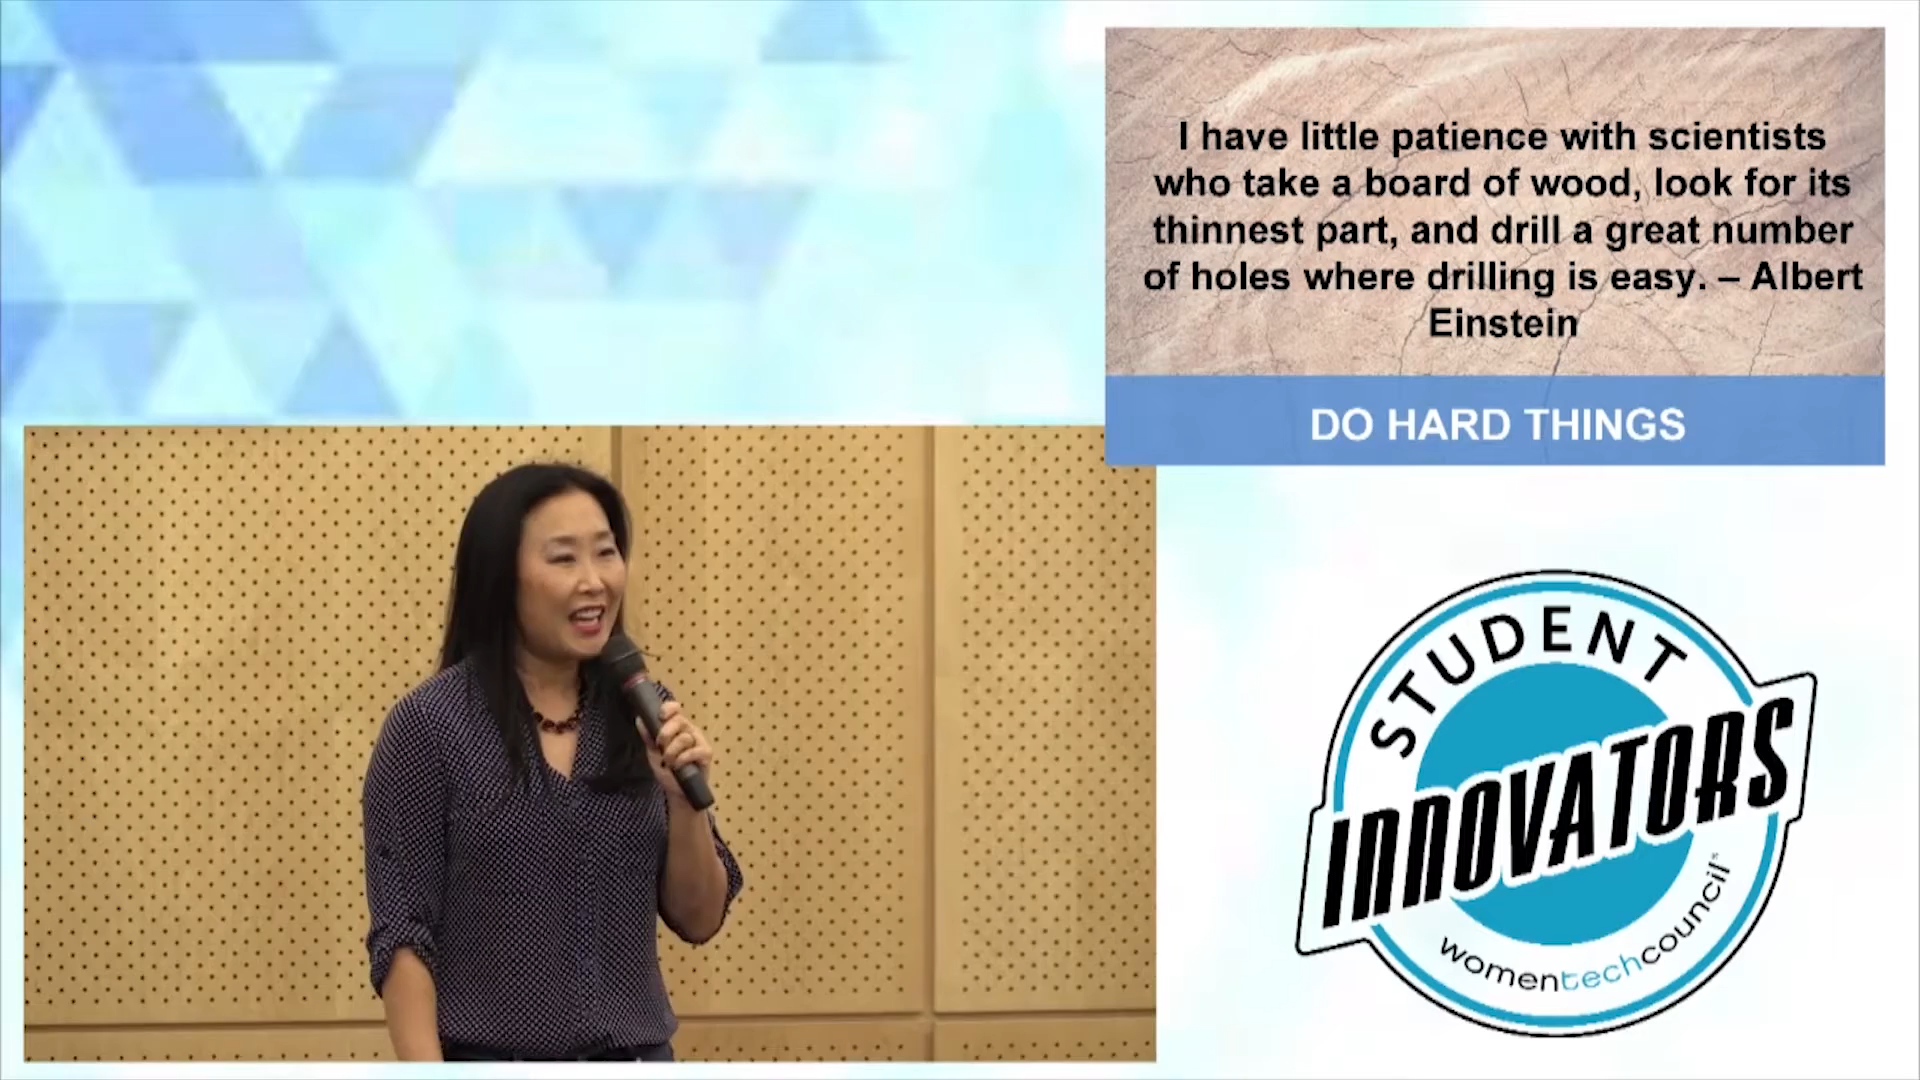 I have little patience with scientists
who take a board of wood, look for its
thinnest part, and drill a great number
of holes where drilling is easy. – Albert
Einstein
DO HARD THINGS
STUDENT
INNOVATORS
womentechcouncil